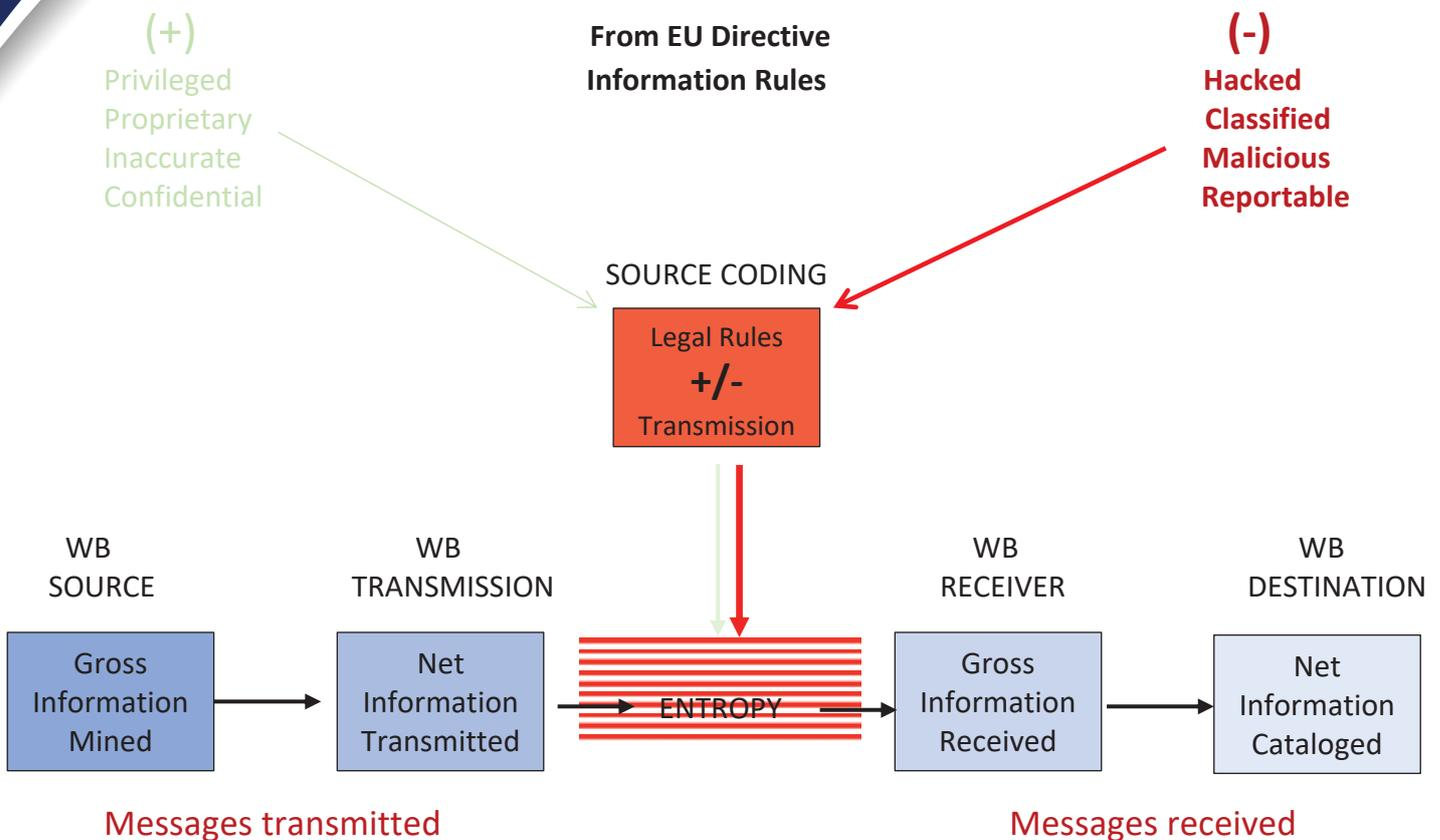 (+)
Privileged
Proprietary
Inaccurate
Confidential
From EU Directive
Information Rules
(-)
Hacked
Classified
Malicious
Reportable
SOURCE CODING
Legal Rules
+/-
Transmission
WB
SOURCE
WB
TRANSMISSION
WB
RECEIVER
WB
DESTINATION
Gross
Information
Mined
Net
Information
Transmitted
ENTROPY
Gross
Information
Received
Net
Information
Cataloged
Messages transmitted
Messages received